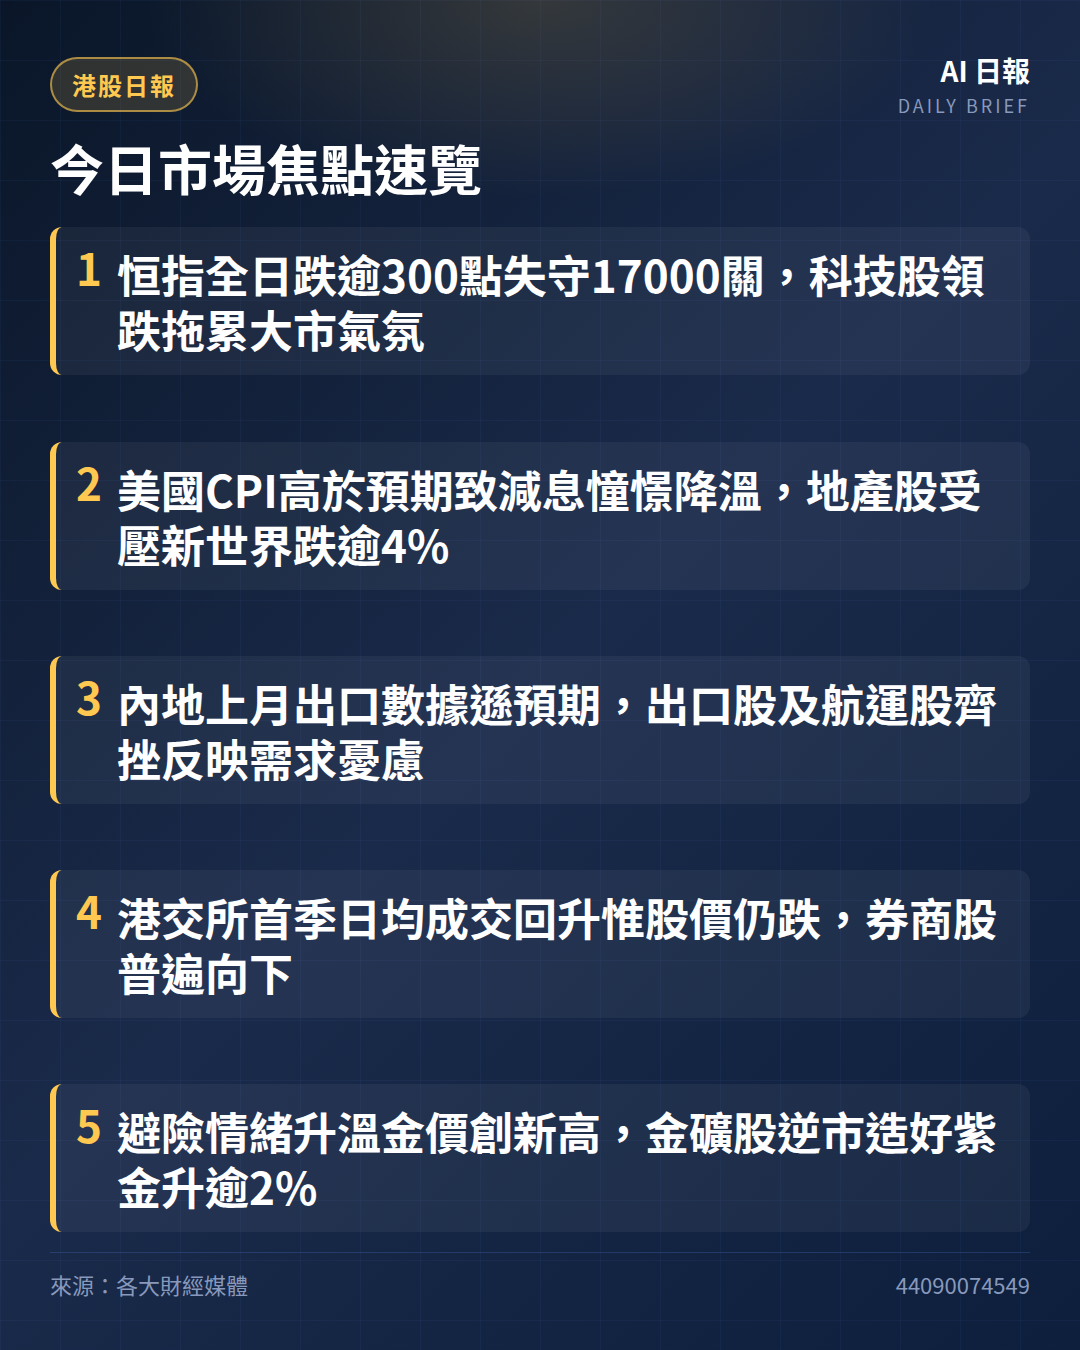 港股日報
AI 日報
DAILY BRIEF
今日市場焦點速覽
1 恒指全日跌逾300點失守17000關，科技股領
跌拖累大市氣氛
2 美國CPI高於預期致減息憧憬降溫，地產股受
壓新世界跌逾4%
3 內地上月出口數據遜預期，出口股及航運股齊
挫反映需求憂慮
4 港交所首季日均成交回升惟股價仍跌，券商股
普遍向下
5 避險情緒升溫金價創新高，金礦股逆市造好紫
金升逾2%
來源：各大財經媒體
44090074549